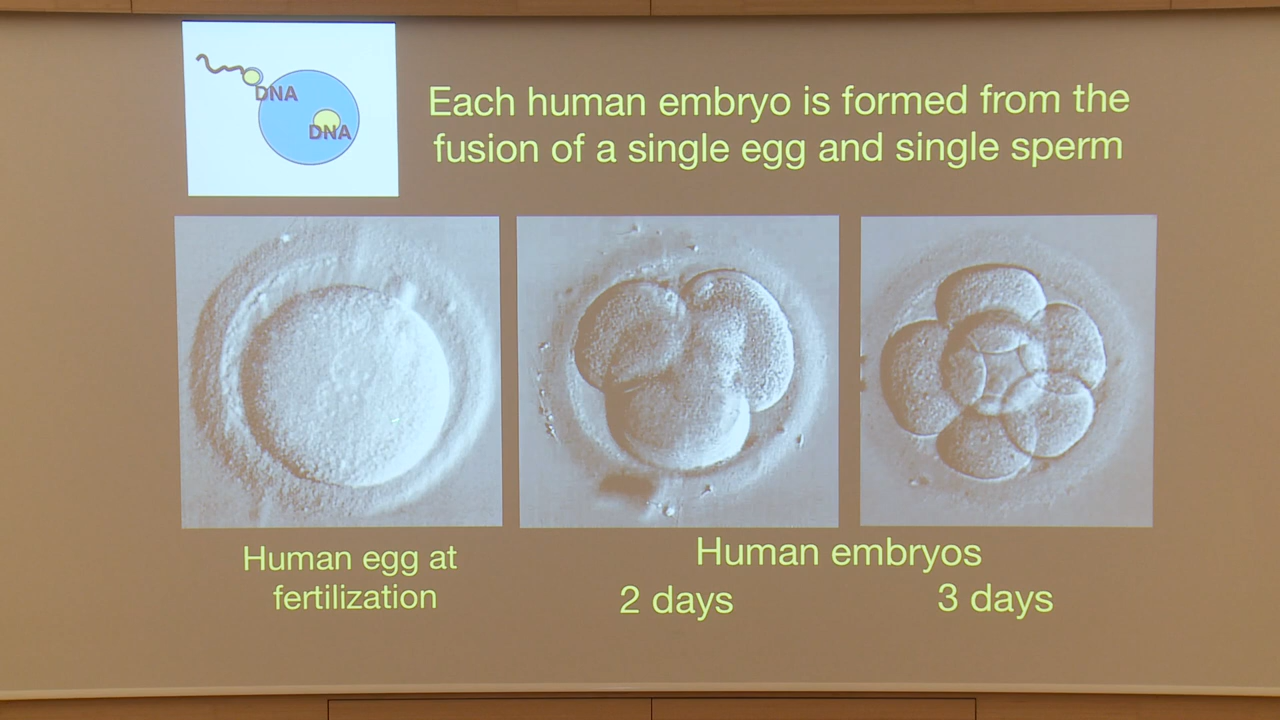 DNA
DNA
Each human embryo is formed from the
fusion of a single egg and single sperm
Human egg at
fertilization
Human embryos
2 days
3 days